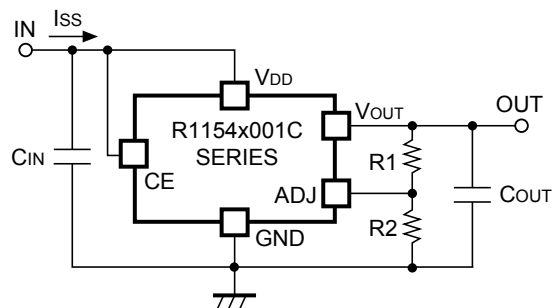 IN
ISS
VDD
R1154x001C
SERIES
VOUT
OUT
CIN
CE
ADJ
R1
R2
COUT
GND